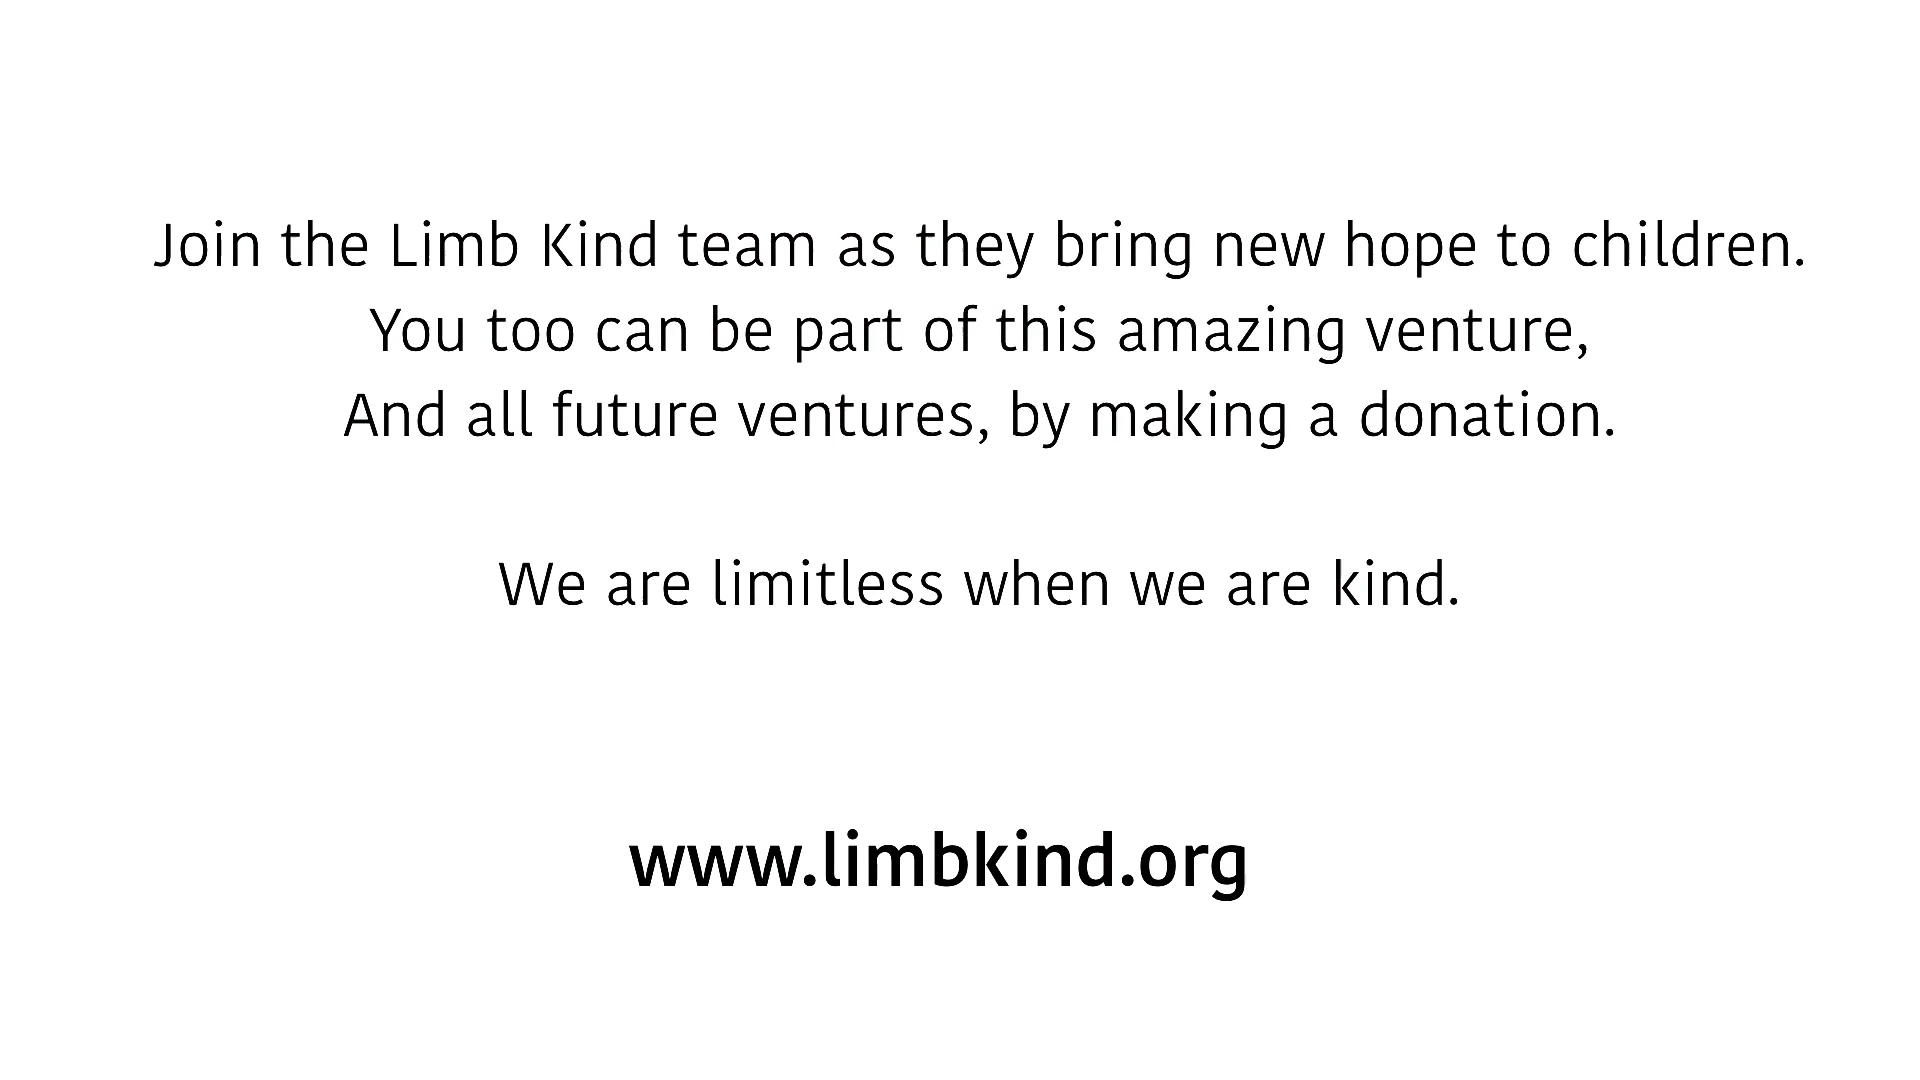 Join the Limb Kind team as they bring new hope to children.
You too can be part of this amazing venture,
And all future ventures, by making a donation.
We are limitless when we are kind.
www.limbkind.org